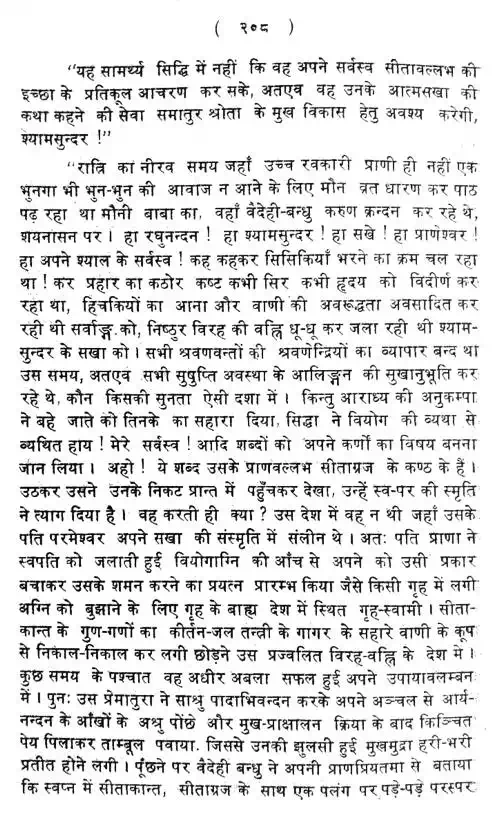 ( २०८ )
"यह सामर्थ्य सिद्धि में नहीं कि वह अपने सर्वस्व सीतावल्लभ की
इच्छा के प्रतिकूल आचरण कर सके, अतएव वह उनके आत्मसखा की
कथा कहने की सेवा समातुर श्रोता के मुख विकास हेतु अवश्य करेगी,
श्यामसुन्दर !"
"रात्रि का नीरव समय जहाँ उच्च रवकारी प्राणी ही नहीं एक
भुनगा भी भुन-भुन की आवाज न आने के लिए मौन व्रत धारण कर पाठ
पढ़ रहा था मौनी बाबा का, वहाँ वैदेही-बन्धु करुण क्रन्दन कर रहे थे,
शयनासन पर। हा रघुनन्दन ! हा श्यामसुन्दर ! हा सखे ! हा प्राणेश्वर !
हा अपने श्याल के सर्वस्व ! कह कहकर सिसिकियाँ भरने का क्रम चल रहा
था ! कर प्रहार का कठोर कष्ट कभी सिर कभी हृदय को विदीर्ण कर
रहा था, हिचकियों का आना और वाणी की अवरूद्धता अवसादित कर
रही थी सर्वाङ्ग को, निष्ठुर विरह की वह्नि धू-धू कर जला रही थी श्याम-
सुन्दर के सखा को। सभी श्रवणवन्तों की श्रवणेन्द्रियों का व्यापार बन्द था
उस समय, अतएव सभी सुषुप्ति अवस्था के आलिङ्गन की सुखानुभूति कर
रहे थे, कौन किसकी सुनता ऐसी दशा में। किन्तु आराध्य की अनुकम्पा
ने बहे जाते को तिनके का सहारा दिया, सिद्धा ने वियोग की व्यथा से
व्यथित हाय ! मेरे सर्वस्व ! आदि शब्दों को अपने कर्णों का विषय बनना
जान लिया। अहो ! ये शब्द उसके प्राणवल्लभ सीताग्रज के कण्ठ के हैं।
उठकर उसने उनके निकट प्रान्त में पहुँचकर देखा, उन्हें स्व-पर की स्मृति
ने त्याग दिया है। वह करती ही क्या ? उस देश में वह न थी जहाँ उसके
पति परमेश्वर अपने सखा की संस्मृति में संलीन थे। अतः पति प्राणा ने
स्वपति को जलाती हुई वियोगाग्नि की आँच से अपने को उसी प्रकार
बचाकर उसके शमन करने का प्रयत्न प्रारम्भ किया जैसे किसी गृह में लगी
अग्नि को बुझाने के लिए गृह के बाह्य देश में स्थित गृह-स्वामी। सीता-
कान्त के गुण-गणों का कीर्तन-जल तन्त्री के गागर के सहारे वाणी के कूप
से निकाल-निकाल कर लगी छोड़ने उस प्रज्वलित विरह-वह्नि के देश में।
कुछ समय के पश्चात वह अधीर अबला सफल हुई अपने उपायावलम्बन
में। पुनः उस प्रेमातुरा ने साश्रु पादाभिवन्दन करके अपने अञ्चल से आर्य-
नन्दन के आँखों के अश्रु पोंछे और मुख-प्राक्षालन क्रिया के बाद किञ्चित
पेय पिलाकर ताम्बूल पवाया. जिससे उनकी झुलसी हुई मुखमुद्रा हरी-भरी
प्रतीत होने लगी। पूँछने पर वैदेही बन्धु ने अपनी प्राणप्रियतमा से बताया
कि स्वप्न में सीताकान्त, सीताग्रज के साथ एक पलंग पर पड़े-पड़े परस्पर